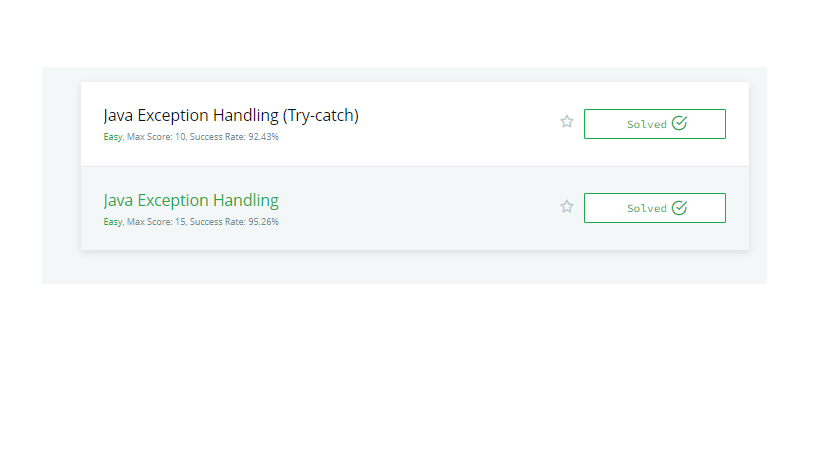 Java Exception Handling (Try-catch)
Easy, Max Score: 10, Success Rate: 92.43%
Solved
Java Exception Handling
Easy, Max Score: 15, Success Rate: 95.26%
Solved